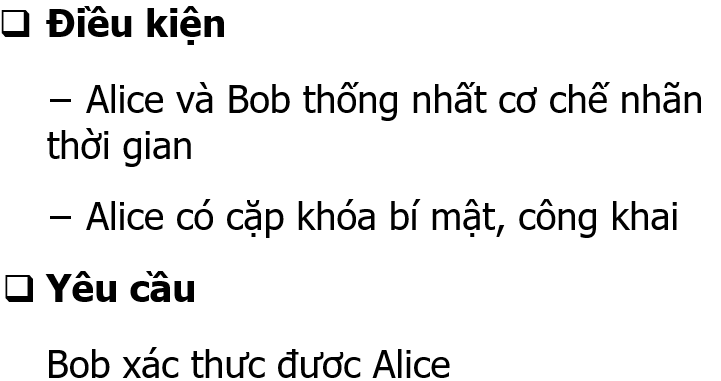 ❑ Điều kiện
− Alice và Bob thống nhất cơ chế nhãn
thời gian
− Alice có cặp khóa bí mật, công khai
❑ Yêu cầu
Bob xác thực được Alice